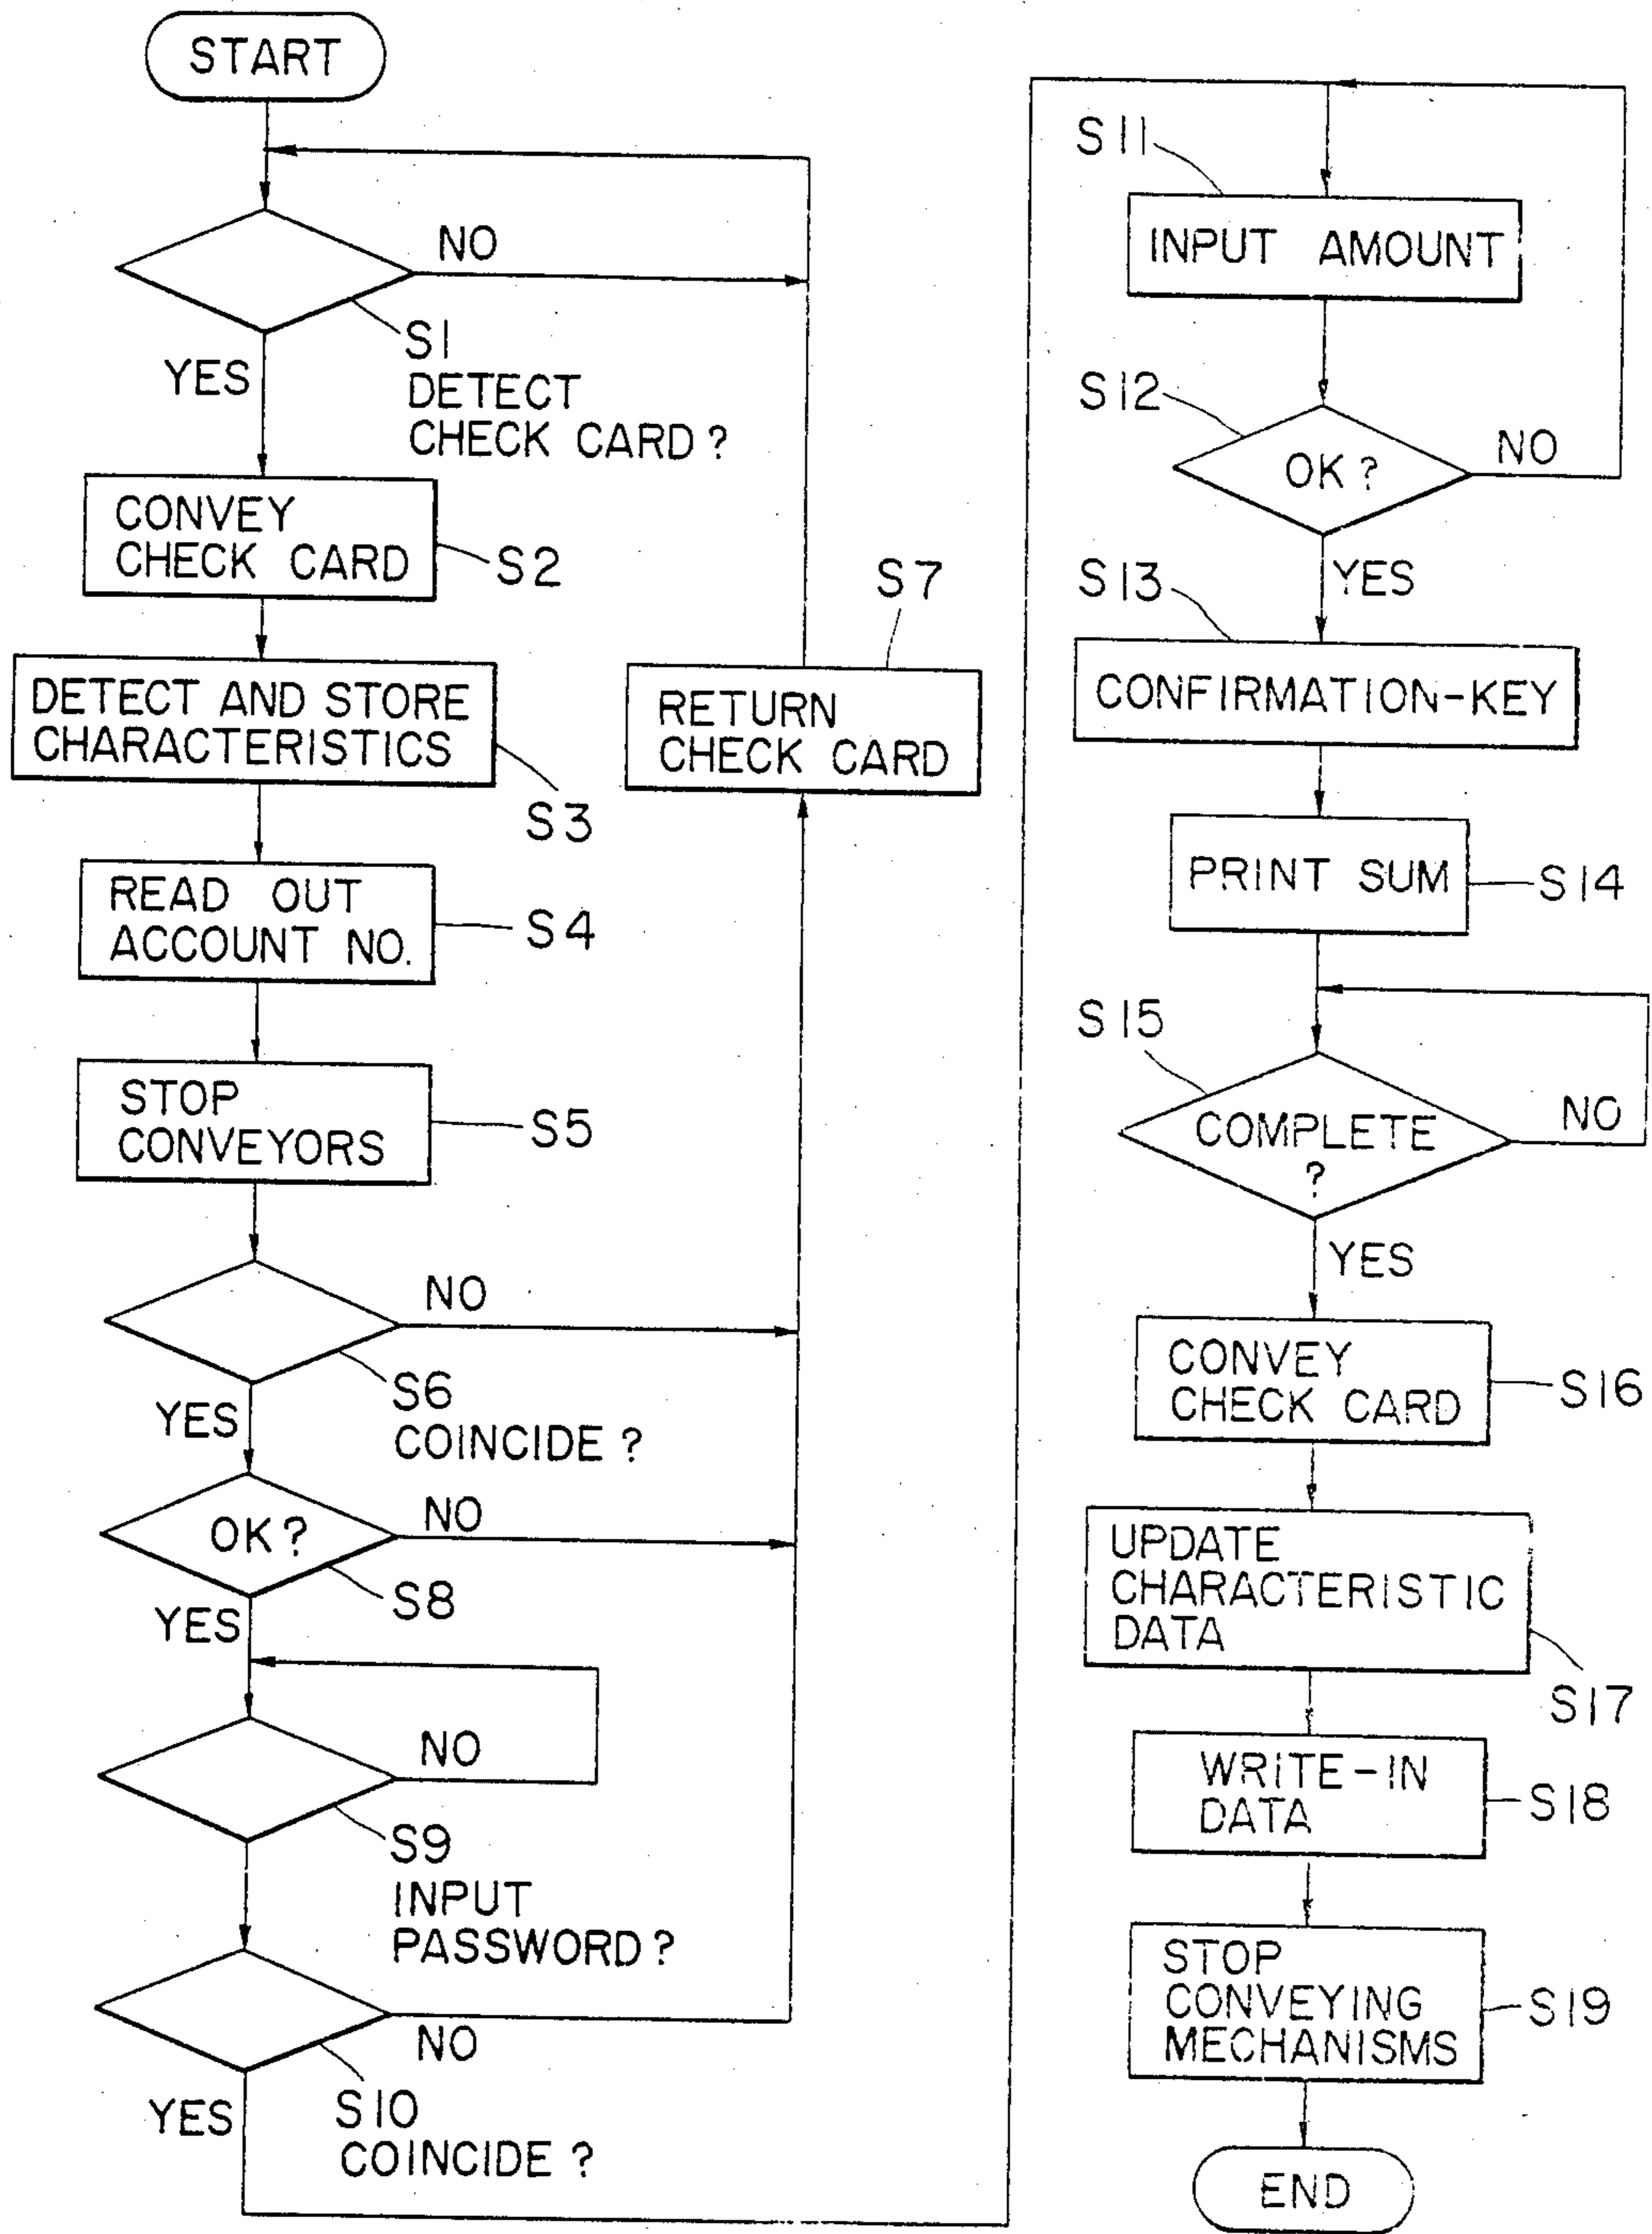 START
NO
S1
DETECT
CHECK CARD?
YES
CONVEY
CHECK CARD
S2
DETECT AND STORE
CHARACTERISTICS
S3
READ OUT
ACCOUNT NO.
S4
STOP
CONVEYORS
S5
NO
S6
COINCIDE?
YES
S7
RETURN
CHECK CARD
OK?
NO
S8
YES
NO
S9
INPUT
PASSWORD?
NO
S10
COINCIDE?
YES
S11
INPUT AMOUNT
S12
OK?
NO
YES
S13
CONFIRMATION-KEY
PRINT SUM
S14
S15
COMPLETE
?
NO
YES
CONVEY
CHECK CARD
S16
UPDATE
CHARACTERISTIC
DATA
S17
WRITE-IN
DATA
S18
STOP
CONVEYING
MECHANISMS
S19
END